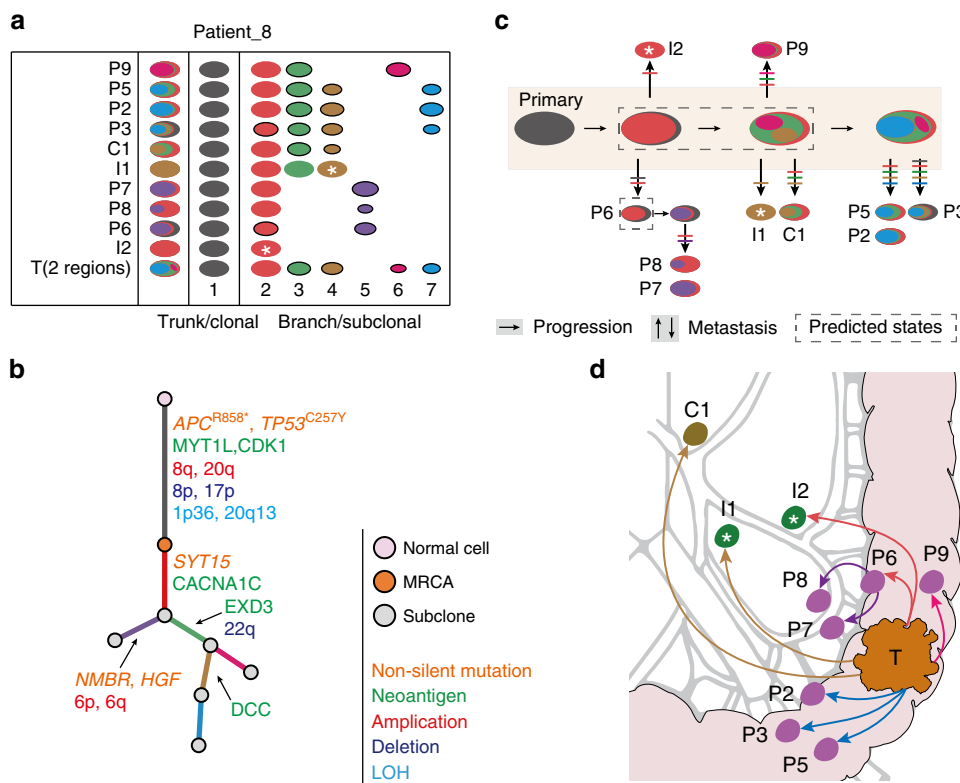 a
Patient_8
P9
P5
P2
P3
C1
I1
*
P7
P8
P6
I2
*
T(2 regions)
1 2 3 4 5 6 7
Trunk/clonal Branch/subclonal
b
APC^R858*, TP53^C257Y
MYT1L,CDK1
8q, 20q
8p, 17p
1p36, 20q13
SYT15
CACNA1C
EXD3
22q
NMBR, HGF
6p, 6q
DCC
Normal cell
MRCA
Subclone
Non-silent mutation
Neoantigen
Amplication
Deletion
LOH
c
* I2 P9
Primary
P6
* I1 C1
P5 P3
P2
P8
P7
Progression Metastasis Predicted states
d
C1
I2
*
I1
*
P6 P9
P8
P7
T
P2
P3
P5